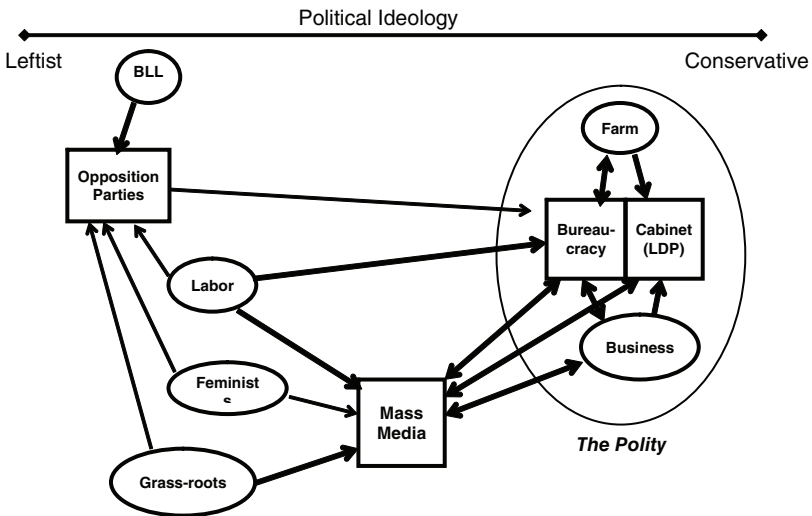 Political Ideology
Leftist
Conservative
BLL
Farm
Opposition
Parties
Bureau-
cracy
Cabinet
(LDP)
Labor
Business
Feminist
s
Mass
Media
The Polity
Grass-roots